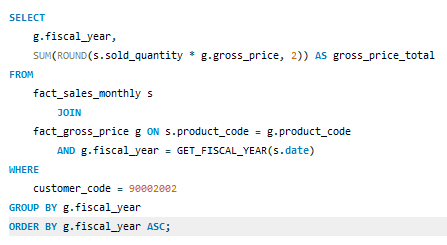 SELECT
g.fiscal_year,
SUM(ROUND(s.sold_quantity * g.gross_price, 2)) AS gross_price_total
FROM
fact_sales_monthly s
JOIN
fact_gross_price g ON s.product_code = g.product_code
AND g.fiscal_year = GET_FISCAL_YEAR(s.date)
WHERE
customer_code = 90002002
GROUP BY g.fiscal_year
ORDER BY g.fiscal_year ASC;